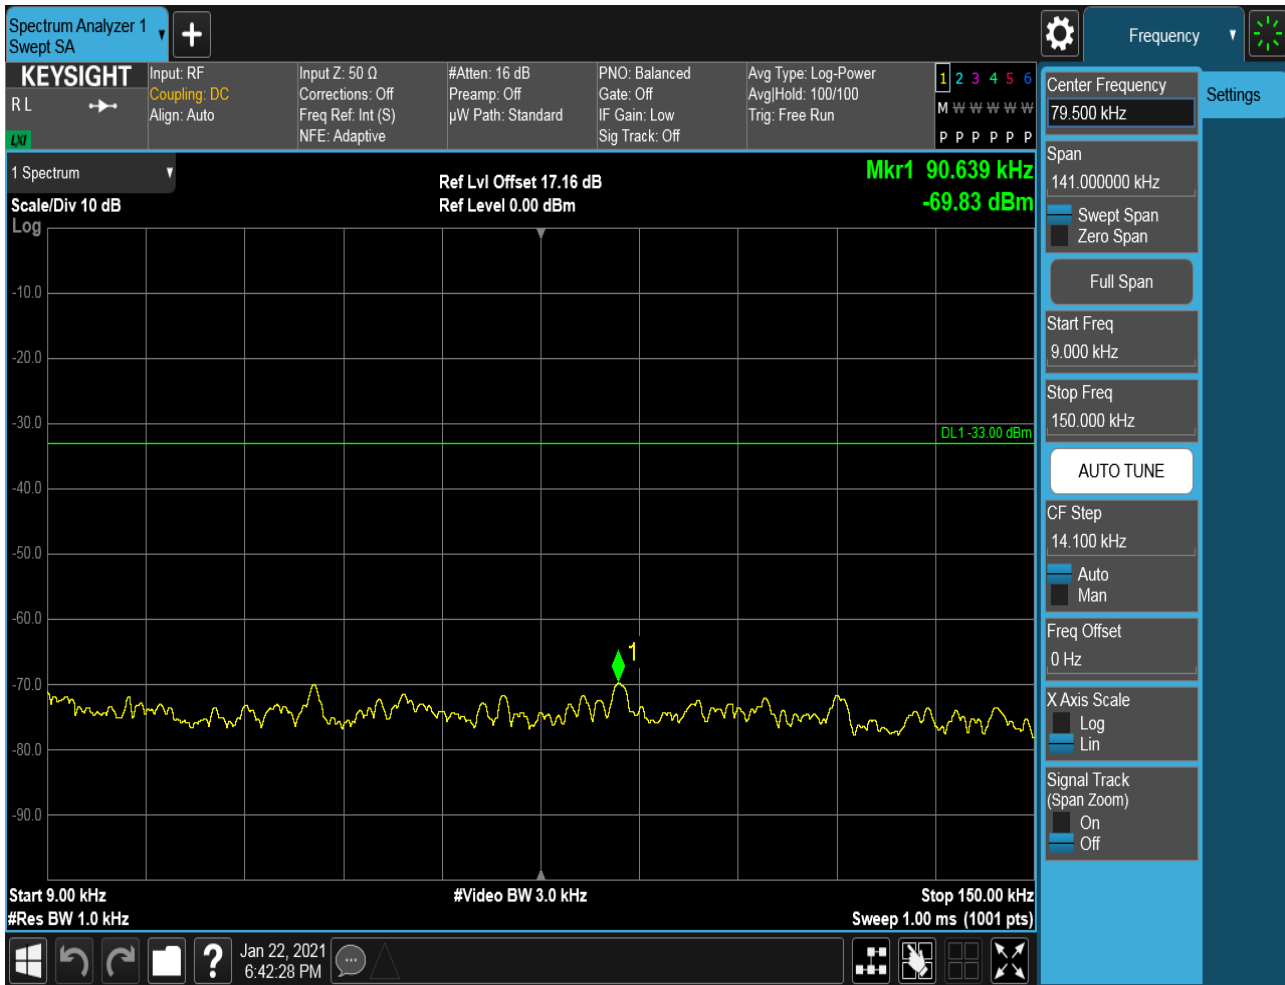 Spectrum Analyzer 1
Swept SA
Frequency
KEYSIGHT
R L
LXI
Input: RF
Coupling: DC
Align: Auto
Input Z: 50 Ω
Corrections: Off
Freq Ref: Int (S)
NFE: Adaptive
#Atten: 16 dB
Preamp: Off
µW Path: Standard
PNO: Balanced
Gate: Off
IF Gain: Low
Sig Track: Off
Avg Type: Log-Power
Avg|Hold: 100/100
Trig: Free Run
1 2 3 4 5 6
M W W W W W
P P P P P P
1 Spectrum
Scale/Div 10 dB
Log
Ref Lvl Offset 17.16 dB
Ref Level 0.00 dBm
Mkr1 90.639 kHz
-69.83 dBm
-10.0
-20.0
-30.0
DL1 -33.00 dBm
-40.0
-50.0
-60.0
1
-70.0
-80.0
-90.0
Start 9.00 kHz
#Video BW 3.0 kHz
Stop 150.00 kHz
#Res BW 1.0 kHz
Sweep 1.00 ms (1001 pts)
Jan 22, 2021
6:42:28 PM
Center Frequency
79.500 kHz
Settings
Span
141.000000 kHz
Swept Span
Zero Span
Full Span
Start Freq
9.000 kHz
Stop Freq
150.000 kHz
AUTO TUNE
CF Step
14.100 kHz
Auto
Man
Freq Offset
0 Hz
X Axis Scale
Log
Lin
Signal Track
(Span Zoom)
On
Off